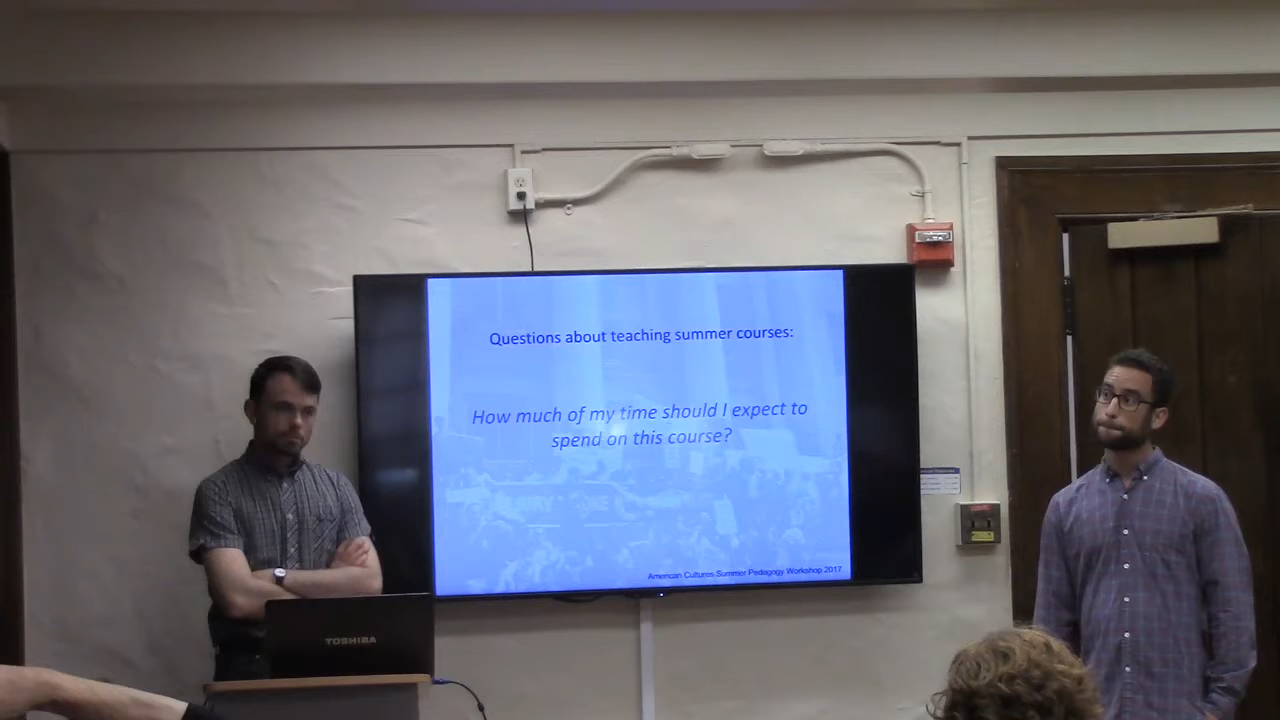 Questions about teaching summer courses:
How much of my time should I expect to
spend on this course?
American Cultures Summer Pedagogy Workshop 2017
TOSHIBA